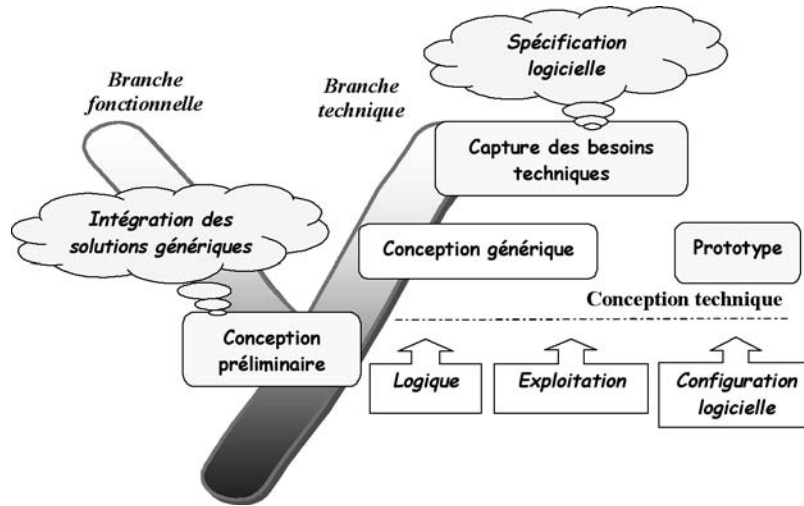 Spécification
logicielle
Branche
fonctionnelle
Branche
technique
Capture des besoins
techniques
Intégration des
solutions génériques
Conception générique
Prototype
Conception technique
Conception
préliminaire
Logique
Exploitation
Configuration
logicielle